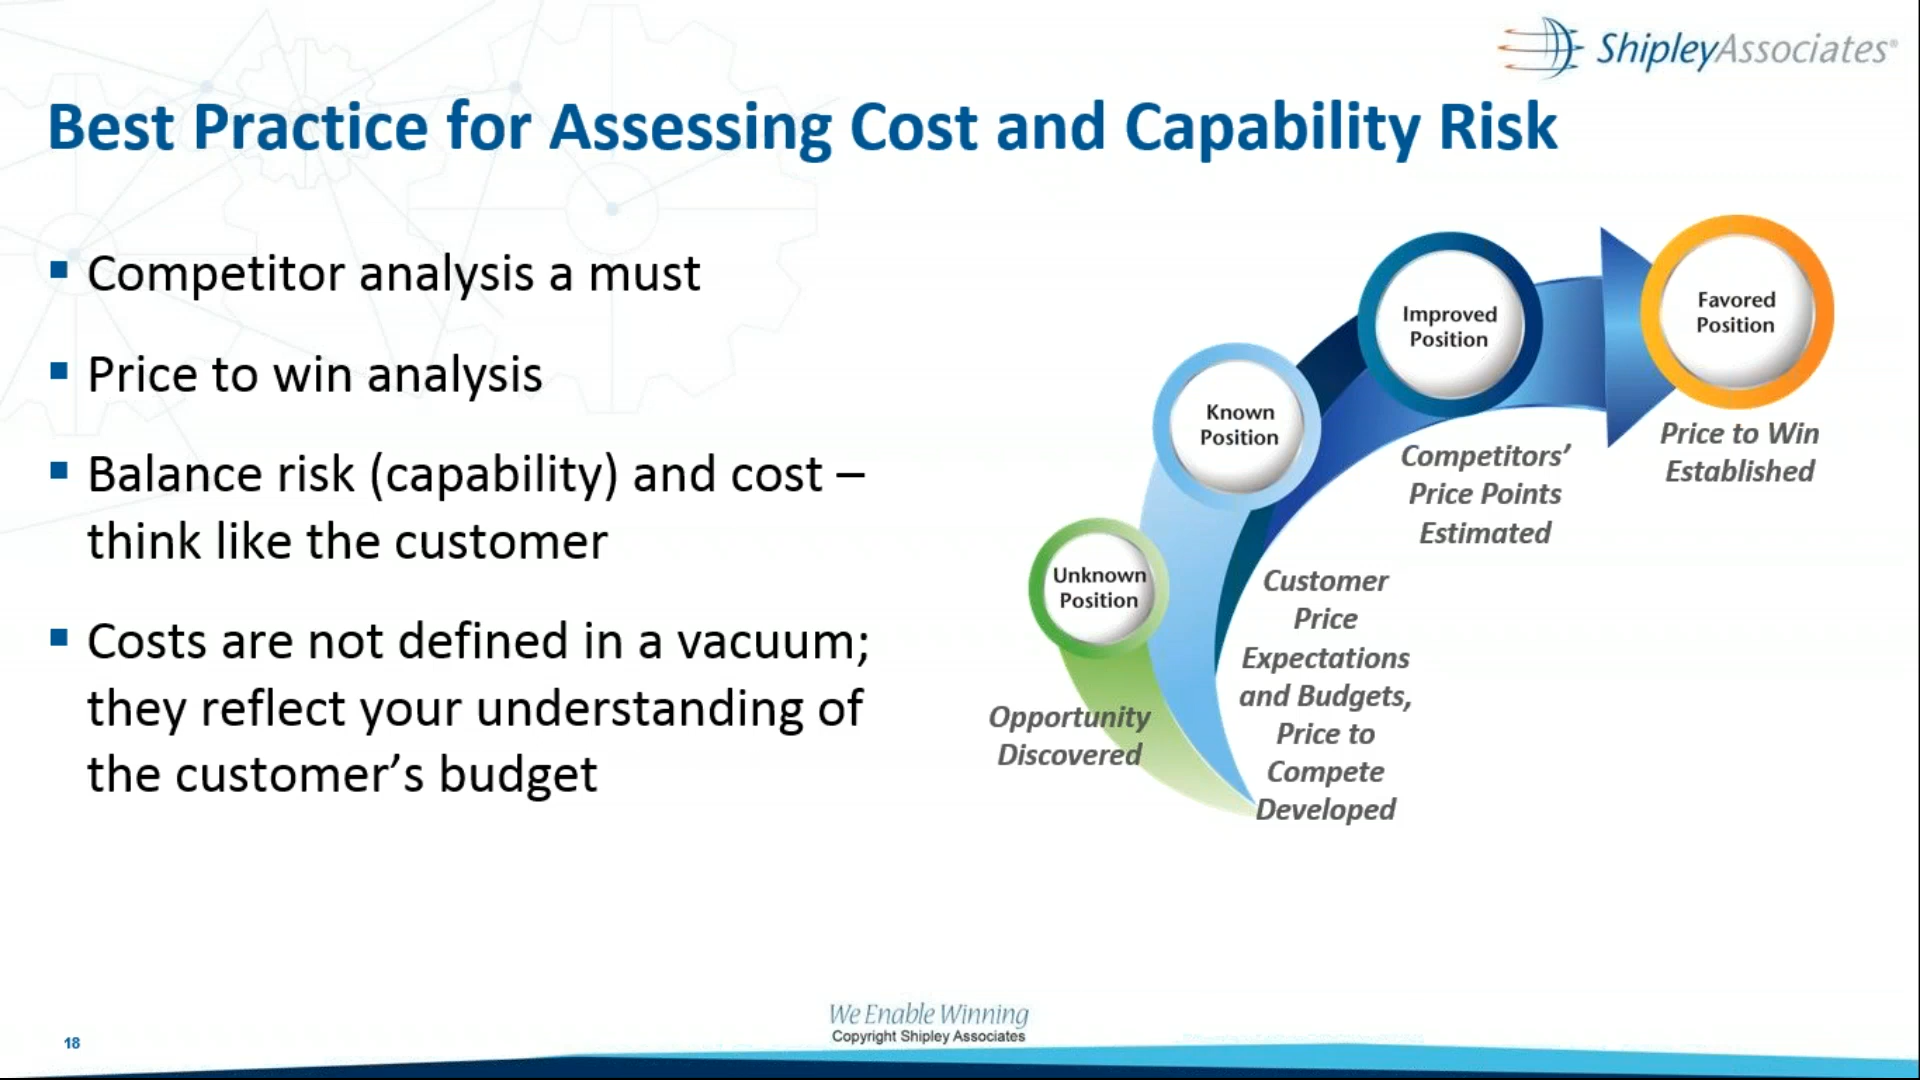 ShipleyAssociates®
Best Practice for Assessing Cost and Capability Risk
▪ Competitor analysis a must
▪ Price to win analysis
▪ Balance risk (capability) and cost –
think like the customer
▪ Costs are not defined in a vacuum;
they reflect your understanding of
the customer’s budget
Unknown
Position
Opportunity
Discovered
Known
Position
Customer
Price
Expectations
and Budgets,
Price to
Compete
Developed
Improved
Position
Competitors’
Price Points
Estimated
Favored
Position
Price to Win
Established
We Enable Winning
Copyright Shipley Associates
18